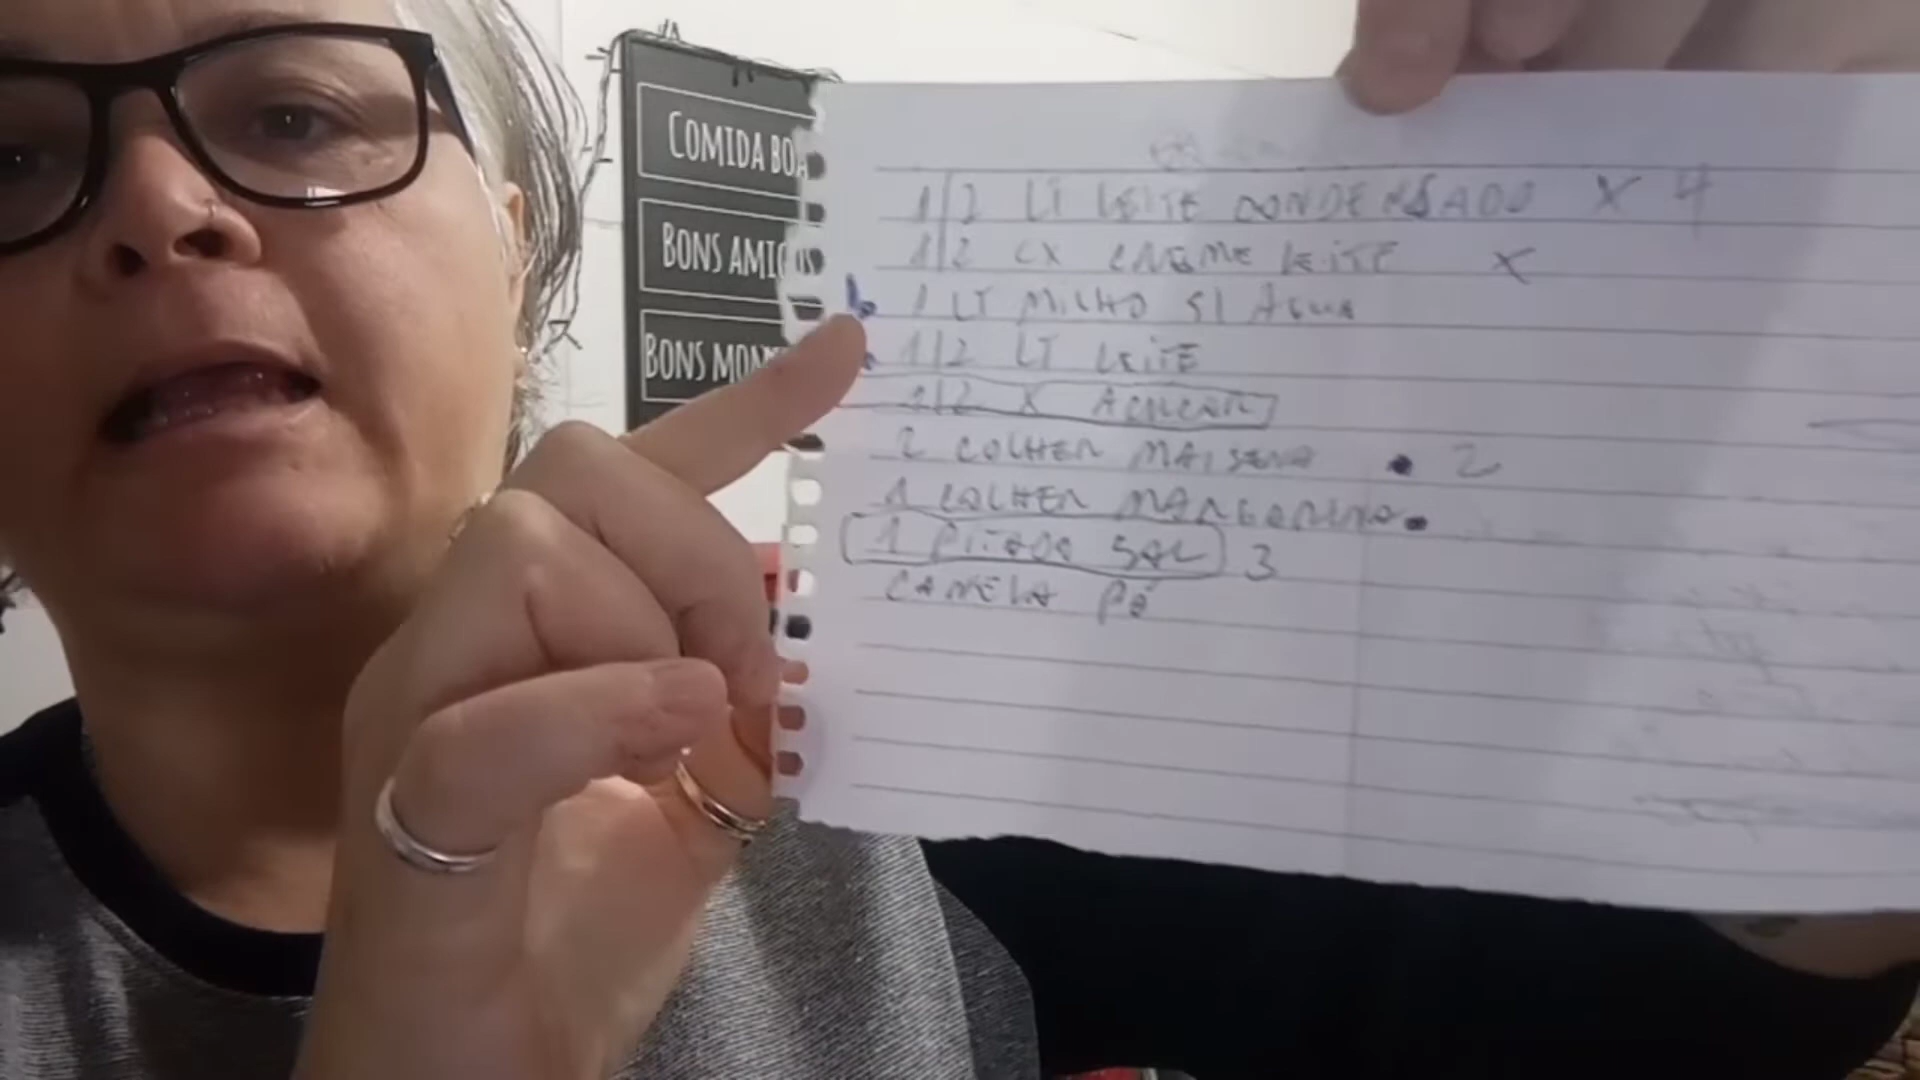 COMIDA BOA
BONS AMIGOS
BONS MOM
1/2 LT LEITE CONDENSADO X 4
1/2 CX CREME LEITE X
1 LT MILHO S/ AGUA
1/2 LT LEITE
1/2 X AÇUCAR
2 COLHER MAISENA • 2
1 COLHER MARGARINA •
1 PITADA SAL 3
CANELA PÓ